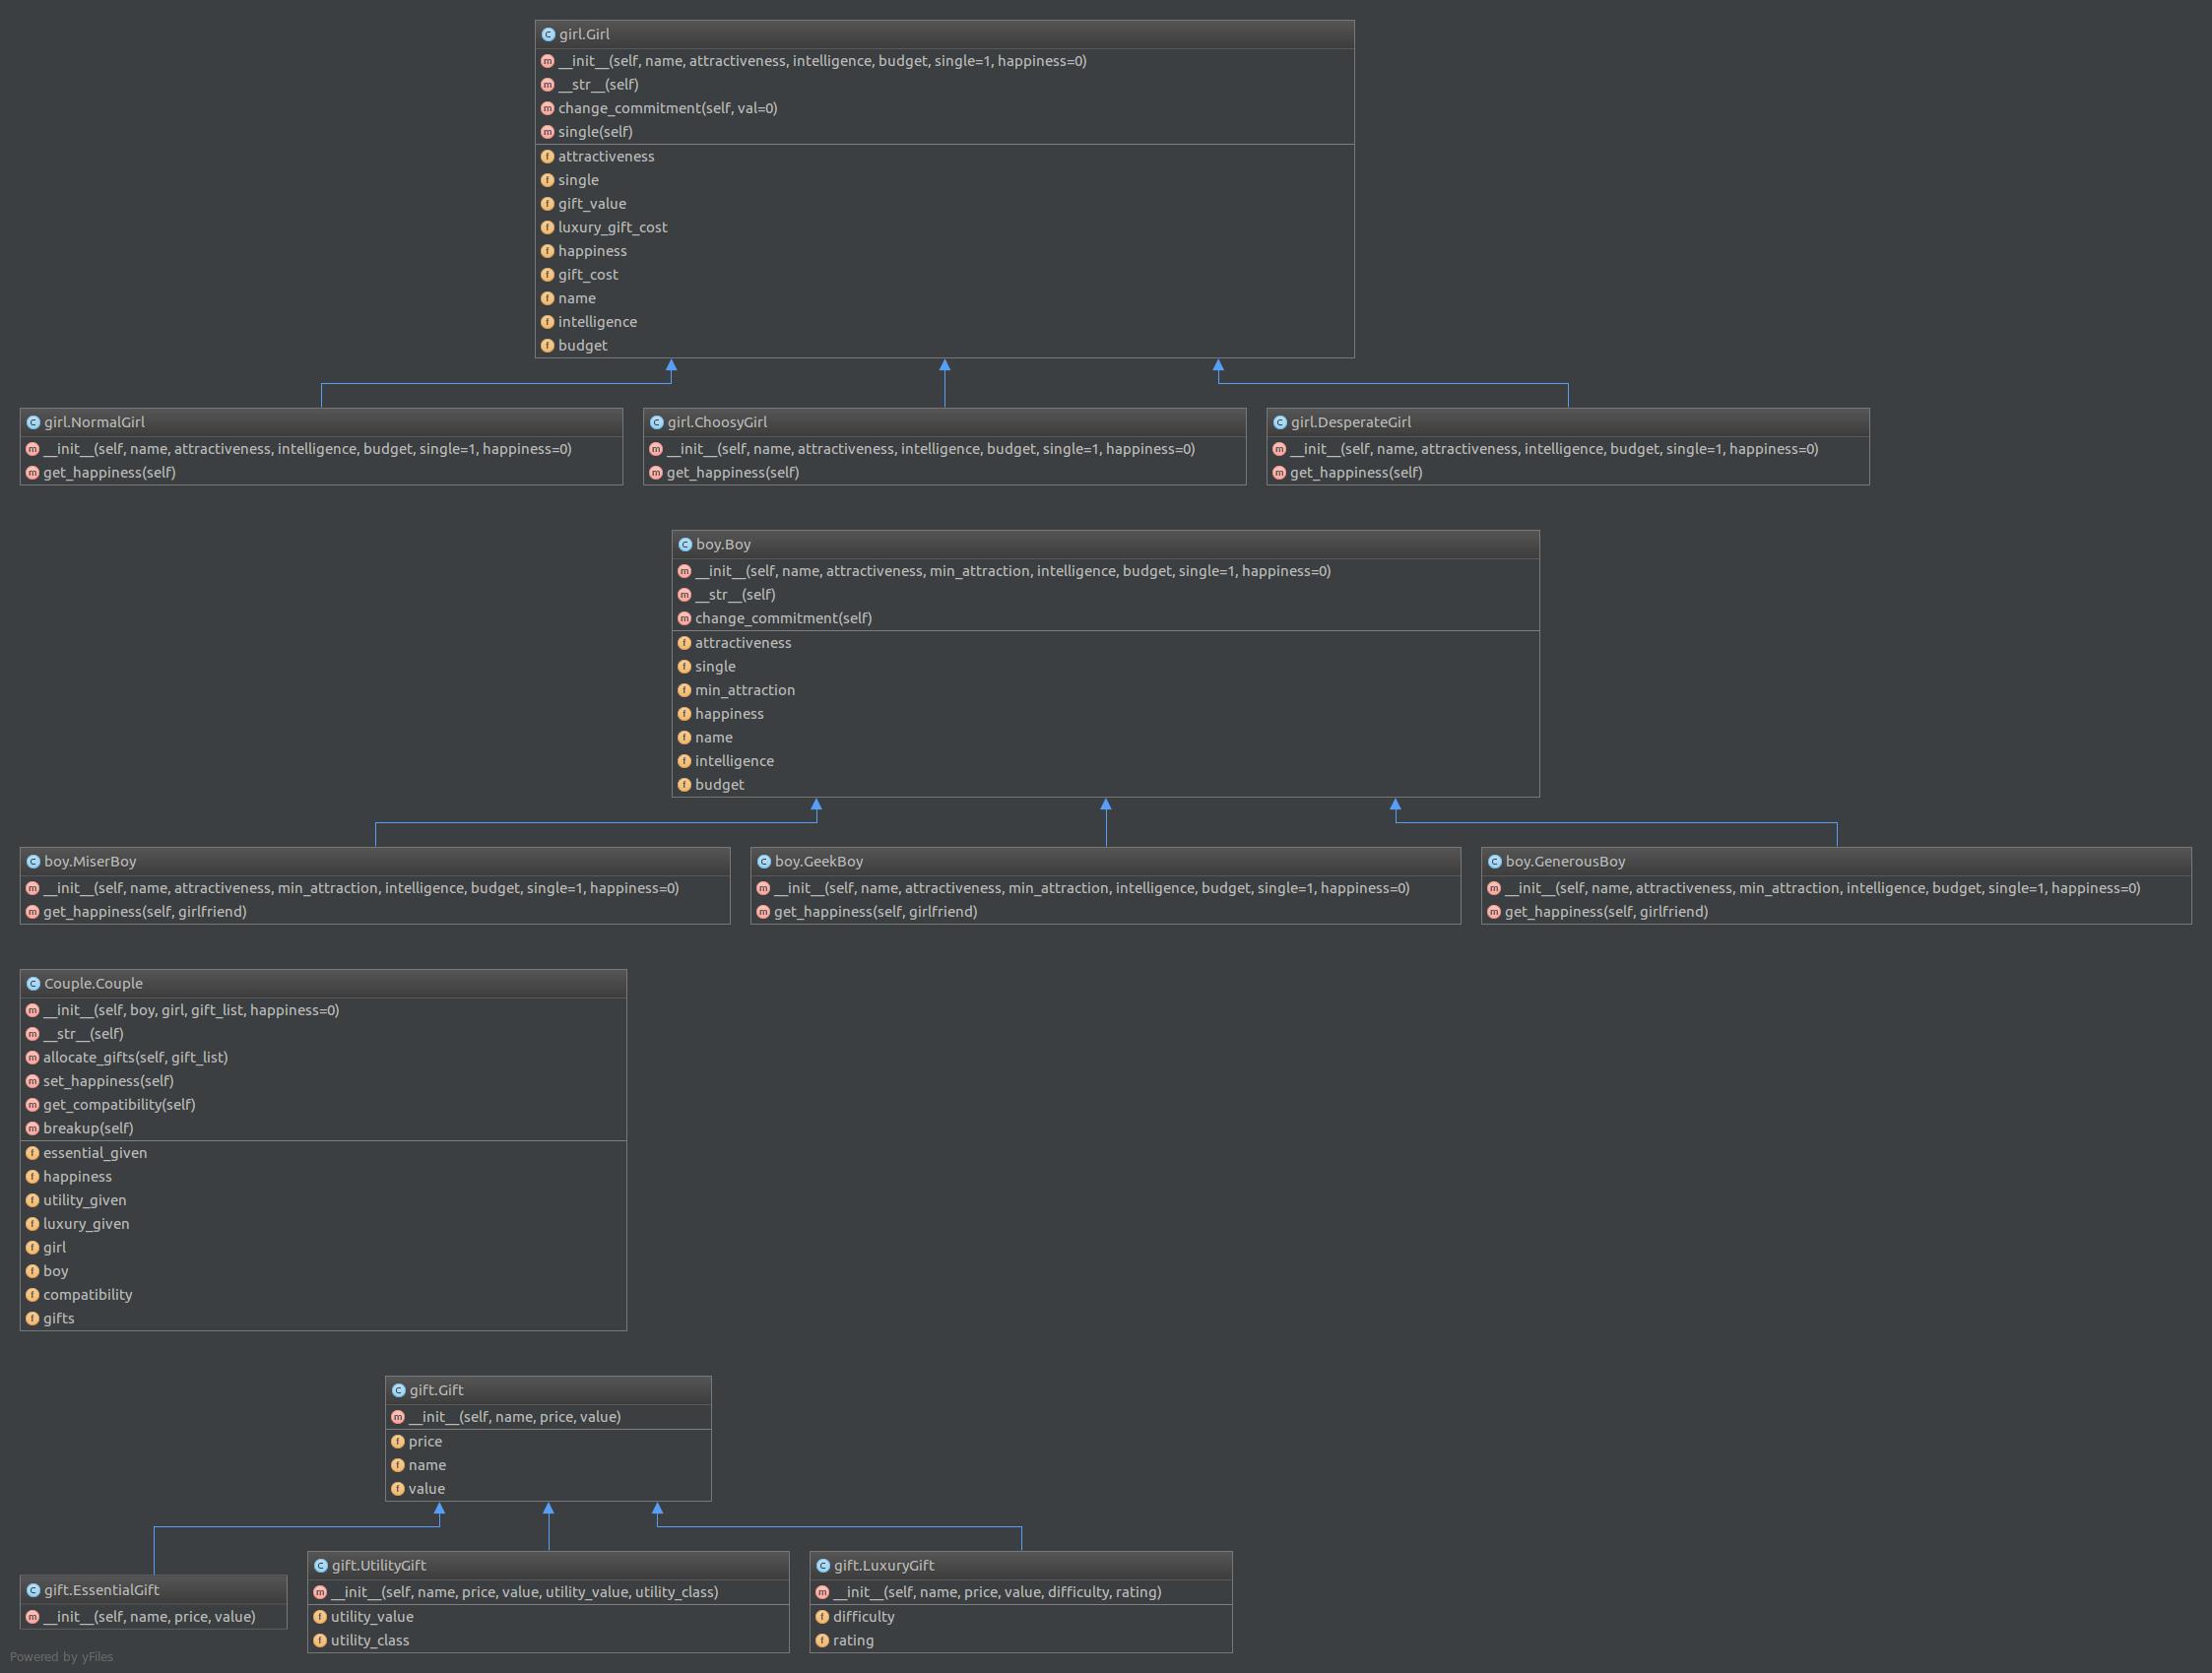 girl.Girl
__init__(self, name, attractiveness, intelligence, budget, single=1, happiness=0)
__str__(self)
change_commitment(self, val=0)
single(self)
attractiveness
single
gift_value
luxury_gift_cost
happiness
gift_cost
name
intelligence
budget
girl.NormalGirl
__init__(self, name, attractiveness, intelligence, budget, single=1, happiness=0)
get_happiness(self)
girl.ChoosyGirl
__init__(self, name, attractiveness, intelligence, budget, single=1, happiness=0)
get_happiness(self)
girl.DesperateGirl
__init__(self, name, attractiveness, intelligence, budget, single=1, happiness=0)
get_happiness(self)
boy.Boy
__init__(self, name, attractiveness, min_attraction, intelligence, budget, single=1, happiness=0)
__str__(self)
change_commitment(self)
attractiveness
single
min_attraction
happiness
name
intelligence
budget
boy.MiserBoy
__init__(self, name, attractiveness, min_attraction, intelligence, budget, single=1, happiness=0)
get_happiness(self, girlfriend)
boy.GeekBoy
__init__(self, name, attractiveness, min_attraction, intelligence, budget, single=1, happiness=0)
get_happiness(self, girlfriend)
boy.GenerousBoy
__init__(self, name, attractiveness, min_attraction, intelligence, budget, single=1, happiness=0)
get_happiness(self, girlfriend)
Couple.Couple
__init__(self, boy, girl, gift_list, happiness=0)
__str__(self)
allocate_gifts(self, gift_list)
set_happiness(self)
get_compatibility(self)
breakup(self)
essential_given
happiness
utility_given
luxury_given
girl
boy
compatibility
gifts
gift.Gift
__init__(self, name, price, value)
price
name
value
gift.EssentialGift
__init__(self, name, price, value)
gift.UtilityGift
__init__(self, name, price, value, utility_value, utility_class)
utility_value
utility_class
gift.LuxuryGift
__init__(self, name, price, value, difficulty, rating)
difficulty
rating
Powered by yFiles